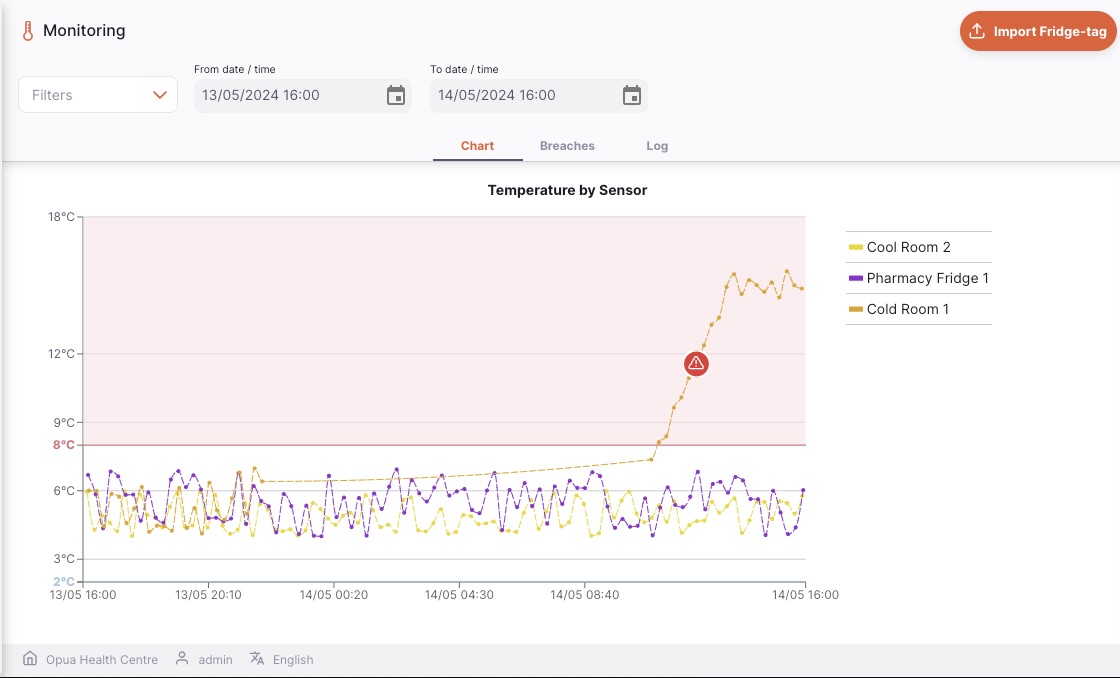 Monitoring
Import Fridge-tag
Filters
From date / time
13/05/2024 16:00
To date / time
14/05/2024 16:00
Chart Breaches Log
Temperature by Sensor
18°C
12°C
9°C
8°C
6°C
3°C
2°C
13/05 16:00 13/05 20:10 14/05 00:20 14/05 04:30 14/05 08:40 14/05 16:00
Cool Room 2
Pharmacy Fridge 1
Cold Room 1
Opua Health Centre admin English